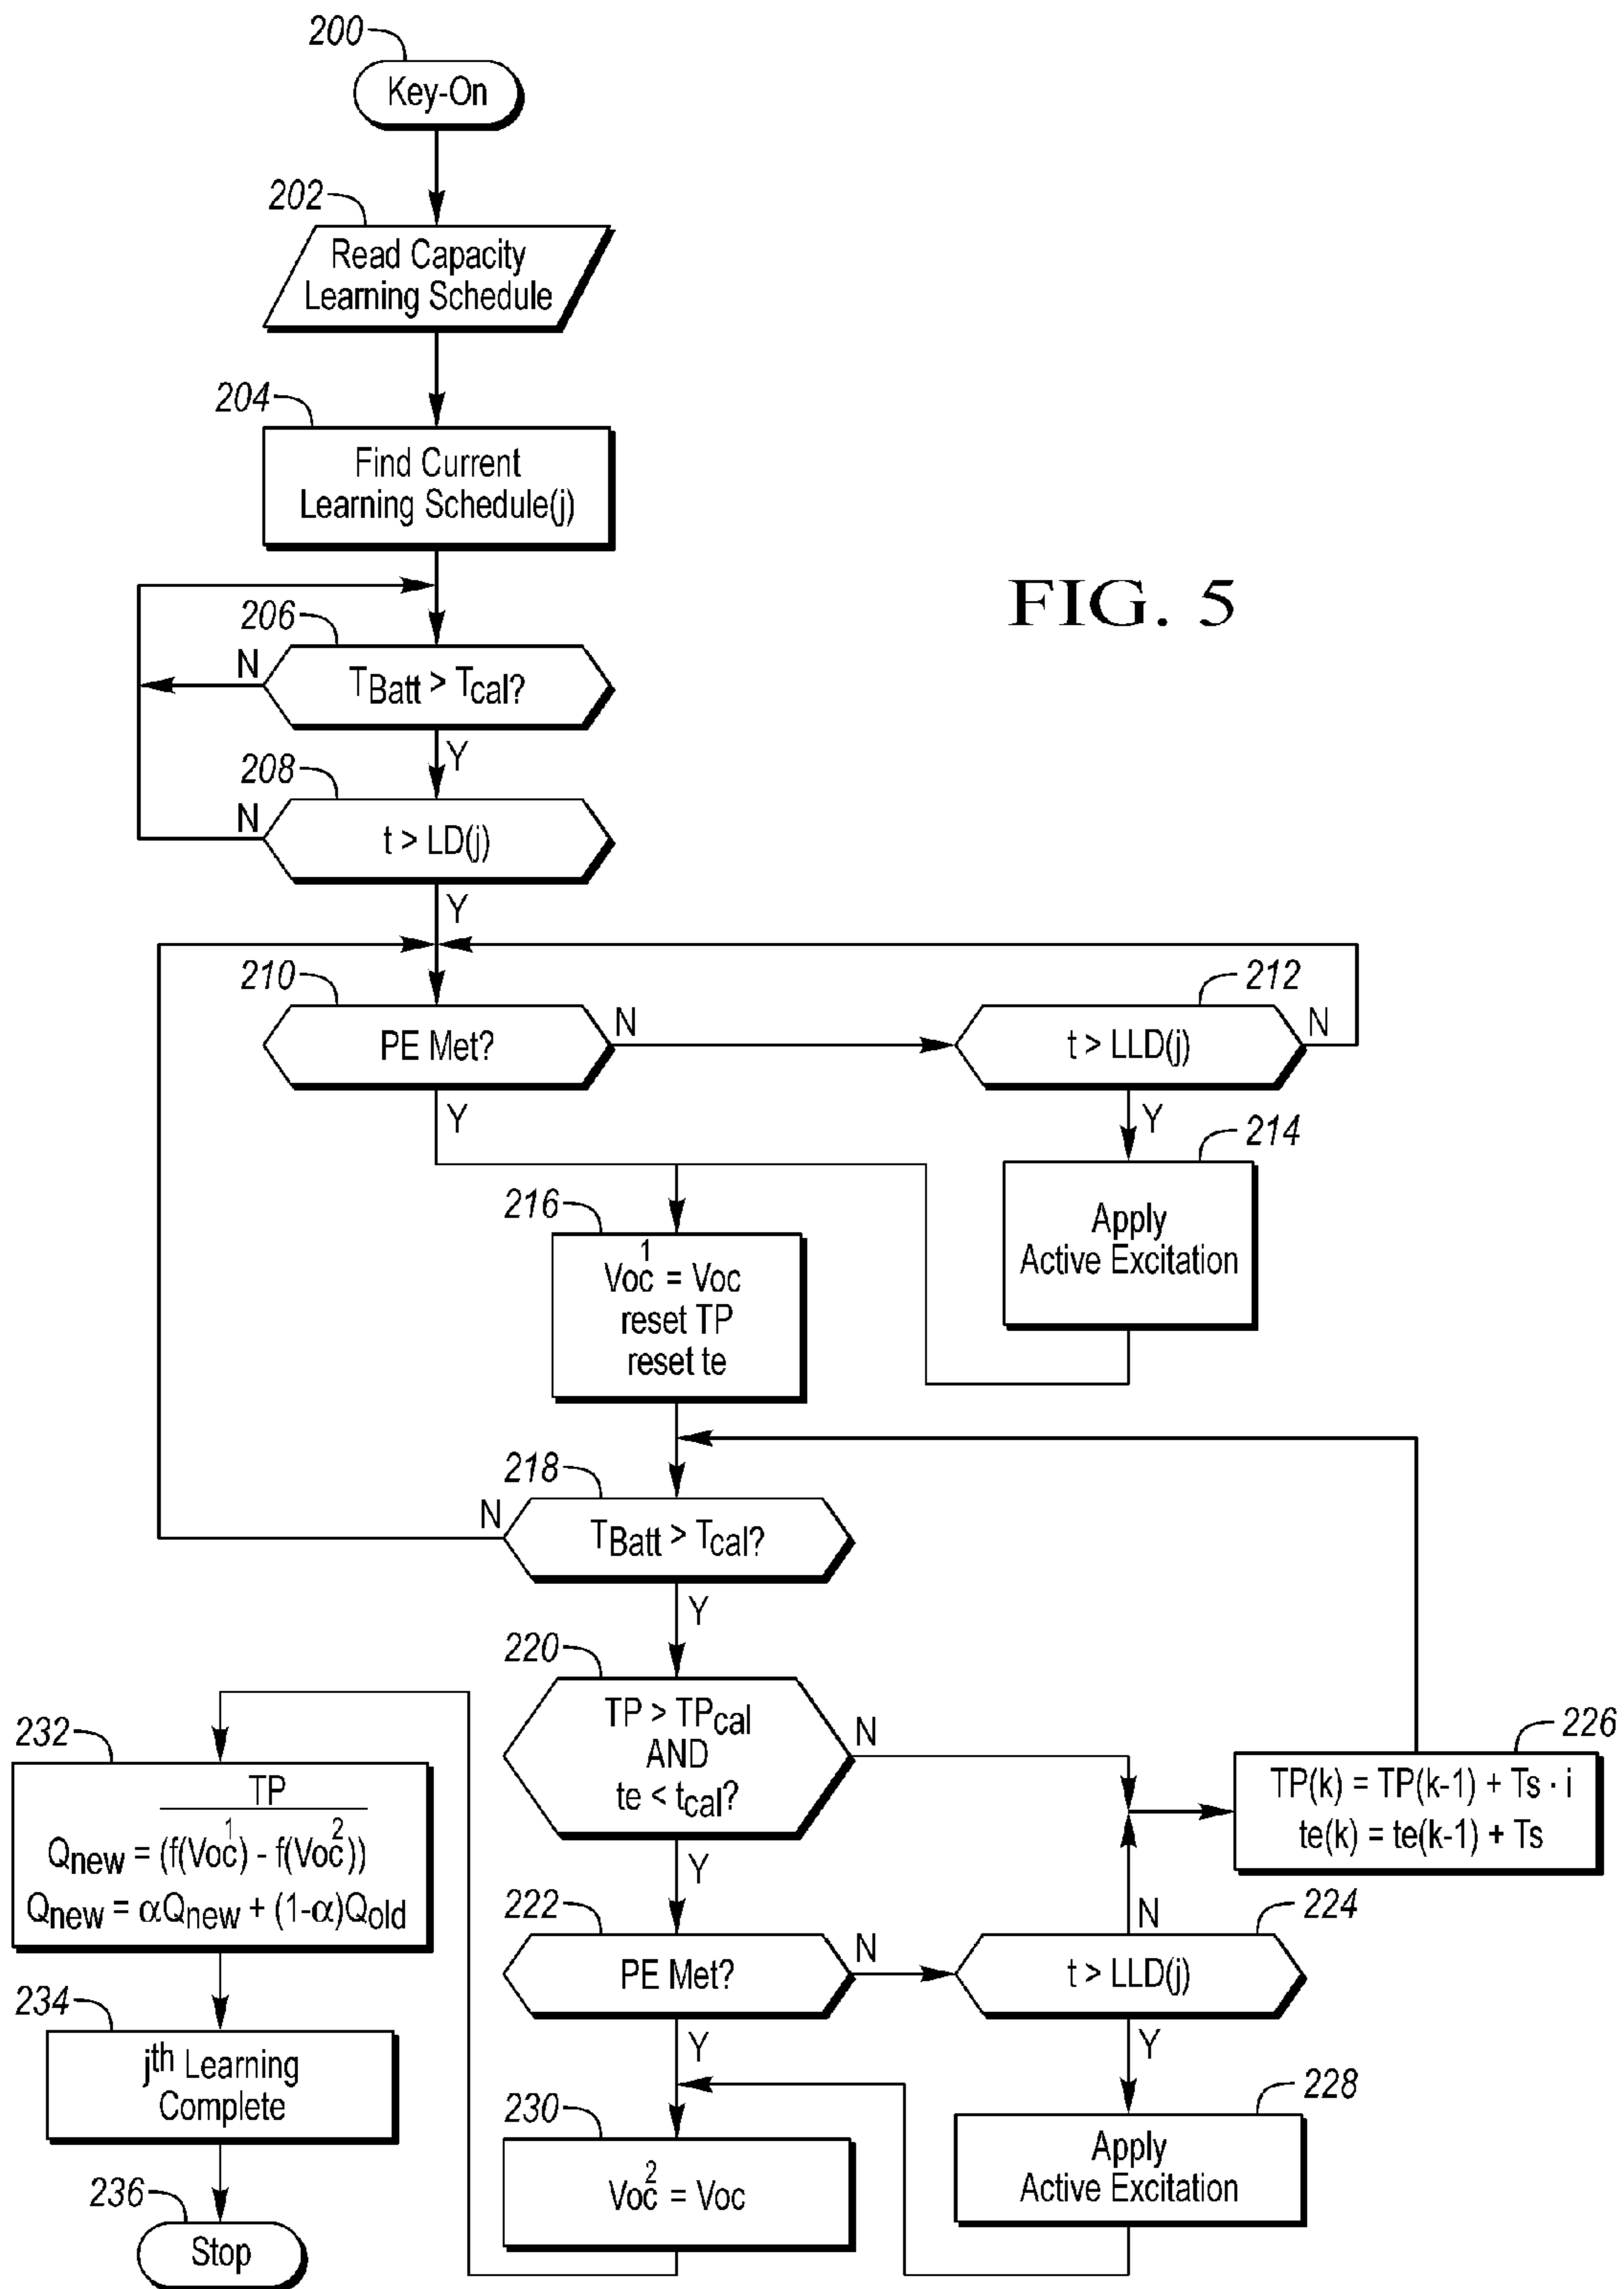 200
Key-On
202
Read Capacity
Learning Schedule
204
Find Current
Learning Schedule(j)
FIG. 5
206
N
TBatt > Tcal?
Y
208
N
t > LD(j)
Y
210
PE Met?
N
212
t > LLD(j)
N
Y
Y
214
Apply
Active Excitation
216
Voc¹ = Voc
reset TP
reset te
218
N
TBatt > Tcal?
Y
220
TP > TPcal
AND
te < tcal?
N
226
TP(k) = TP(k-1) + Ts · i
te(k) = te(k-1) + Ts
Y
222
PE Met?
N
224
N
t > LLD(j)
Y
Y
228
Apply
Active Excitation
230
Voc² = Voc
232
TP
Qnew = (f(Voc¹) - f(Voc²))
Qnew = αQnew + (1-α)Qold
234
jth Learning
Complete
236
Stop